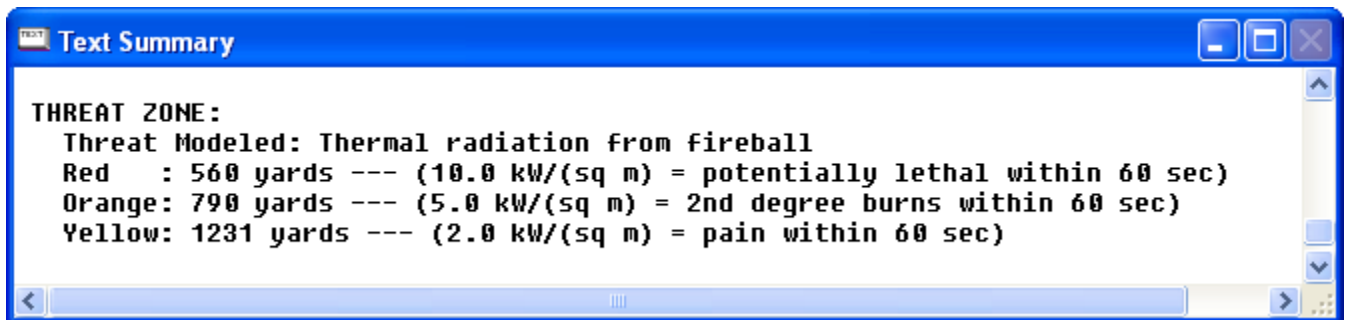 Text Summary
THREAT ZONE:
Threat Modeled: Thermal radiation from fireball
Red   : 560 yards --- (10.0 kW/(sq m) = potentially lethal within 60 sec)
Orange: 790 yards --- (5.0 kW/(sq m) = 2nd degree burns within 60 sec)
Yellow: 1231 yards --- (2.0 kW/(sq m) = pain within 60 sec)